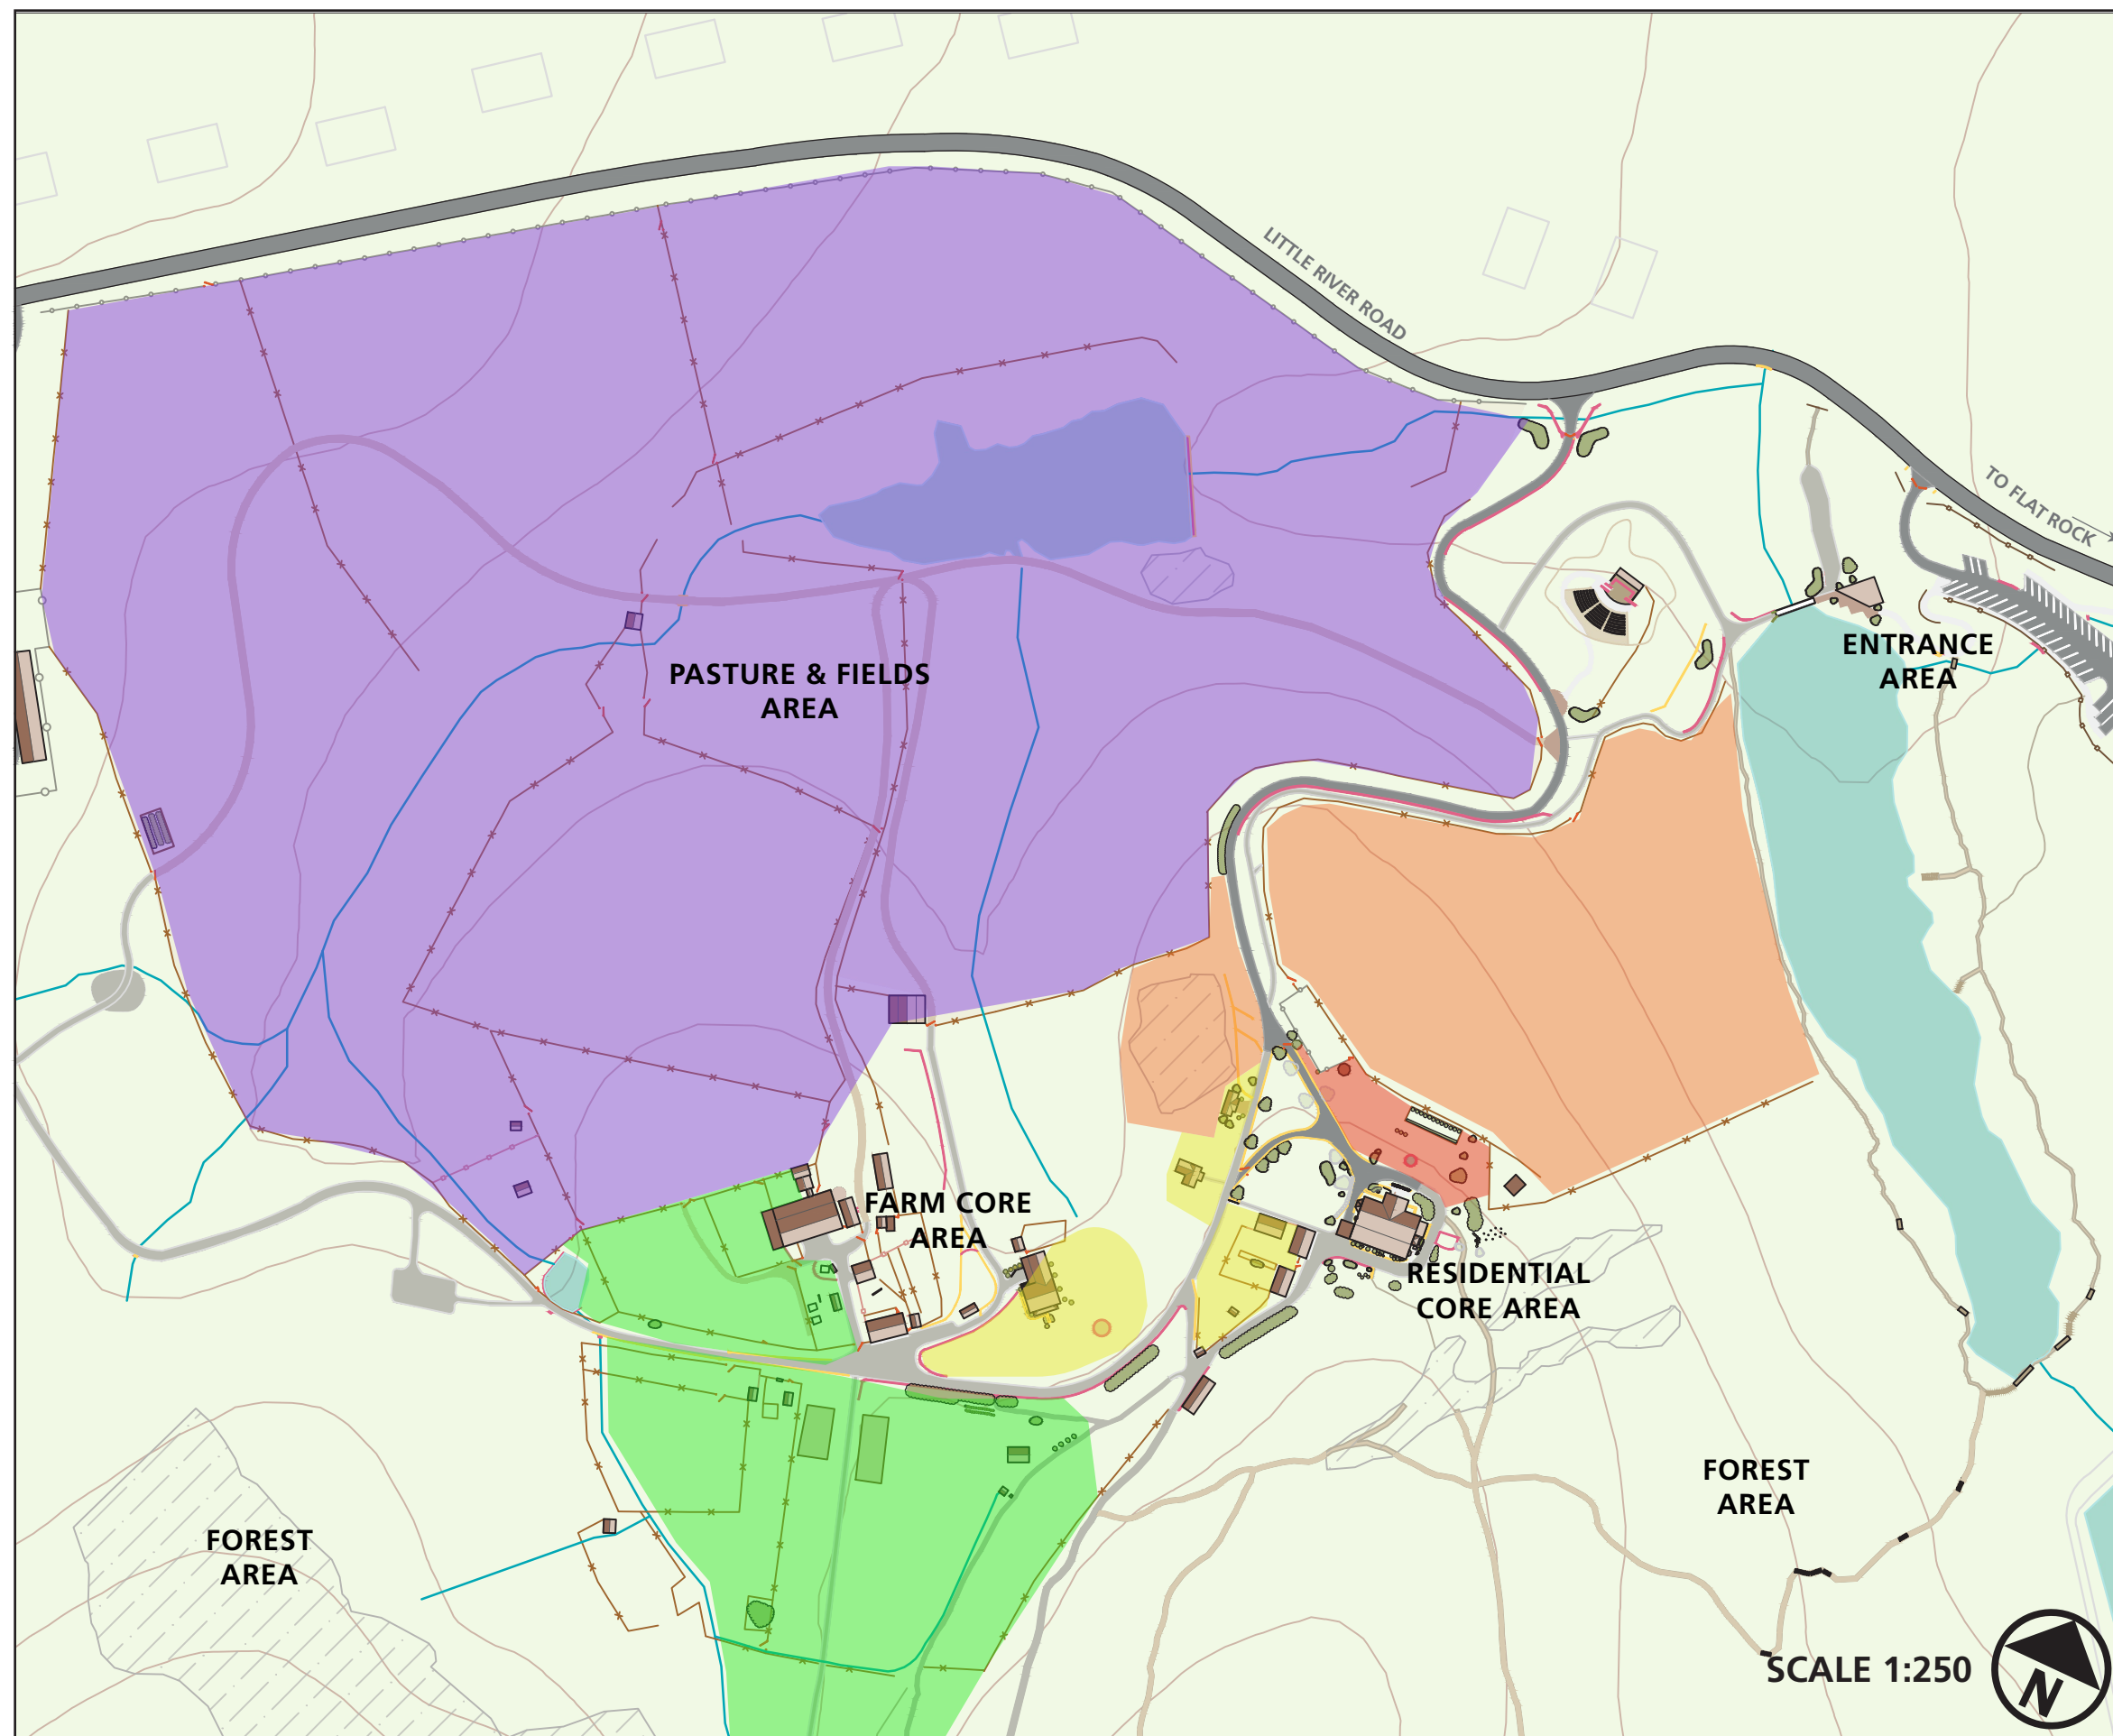 LITTLE RIVER ROAD
TO FLAT ROCK
ENTRANCE
AREA
PASTURE & FIELDS
AREA
FARM CORE
AREA
RESIDENTIAL
CORE AREA
FOREST
AREA
FOREST
AREA
SCALE 1:250
N